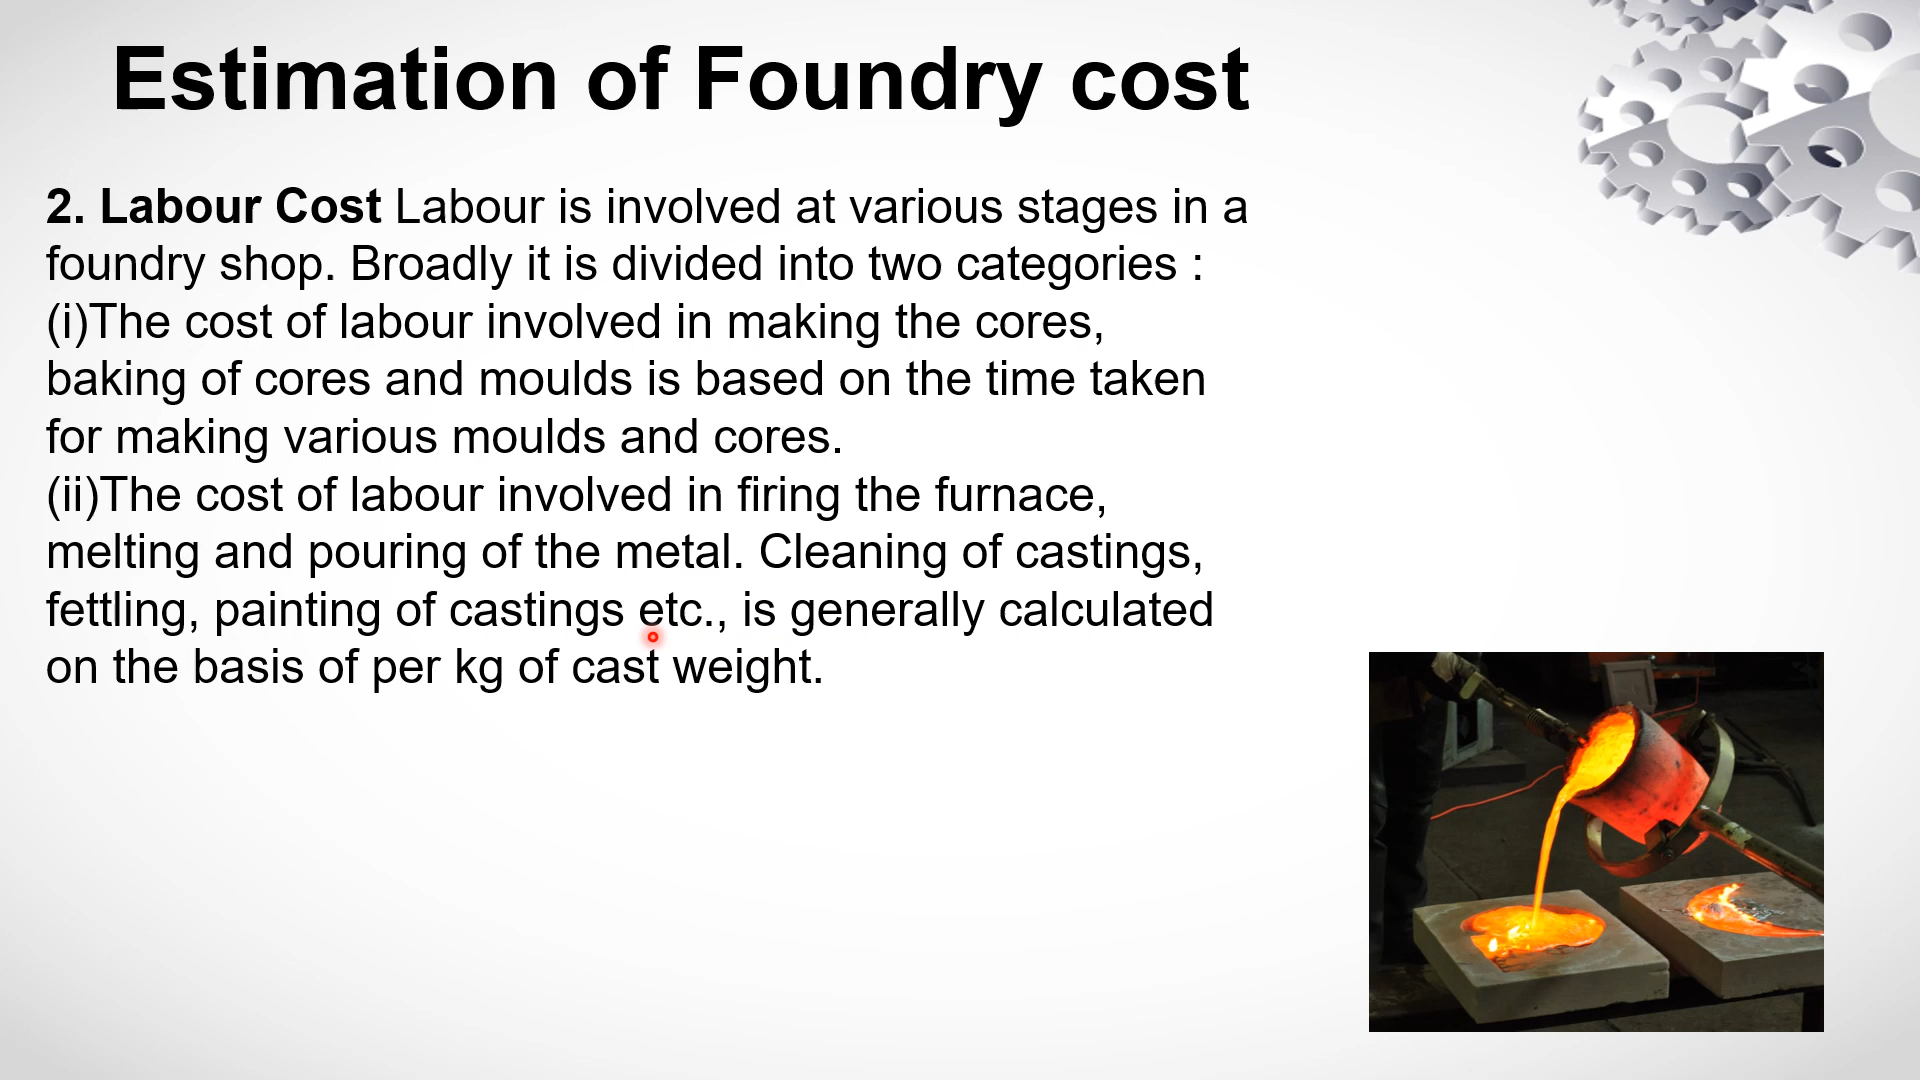 Estimation of Foundry cost
2. Labour Cost Labour is involved at various stages in a
foundry shop. Broadly it is divided into two categories :
(i)The cost of labour involved in making the cores,
baking of cores and moulds is based on the time taken
for making various moulds and cores.
(ii)The cost of labour involved in firing the furnace,
melting and pouring of the metal. Cleaning of castings,
fettling, painting of castings etc., is generally calculated
on the basis of per kg of cast weight.